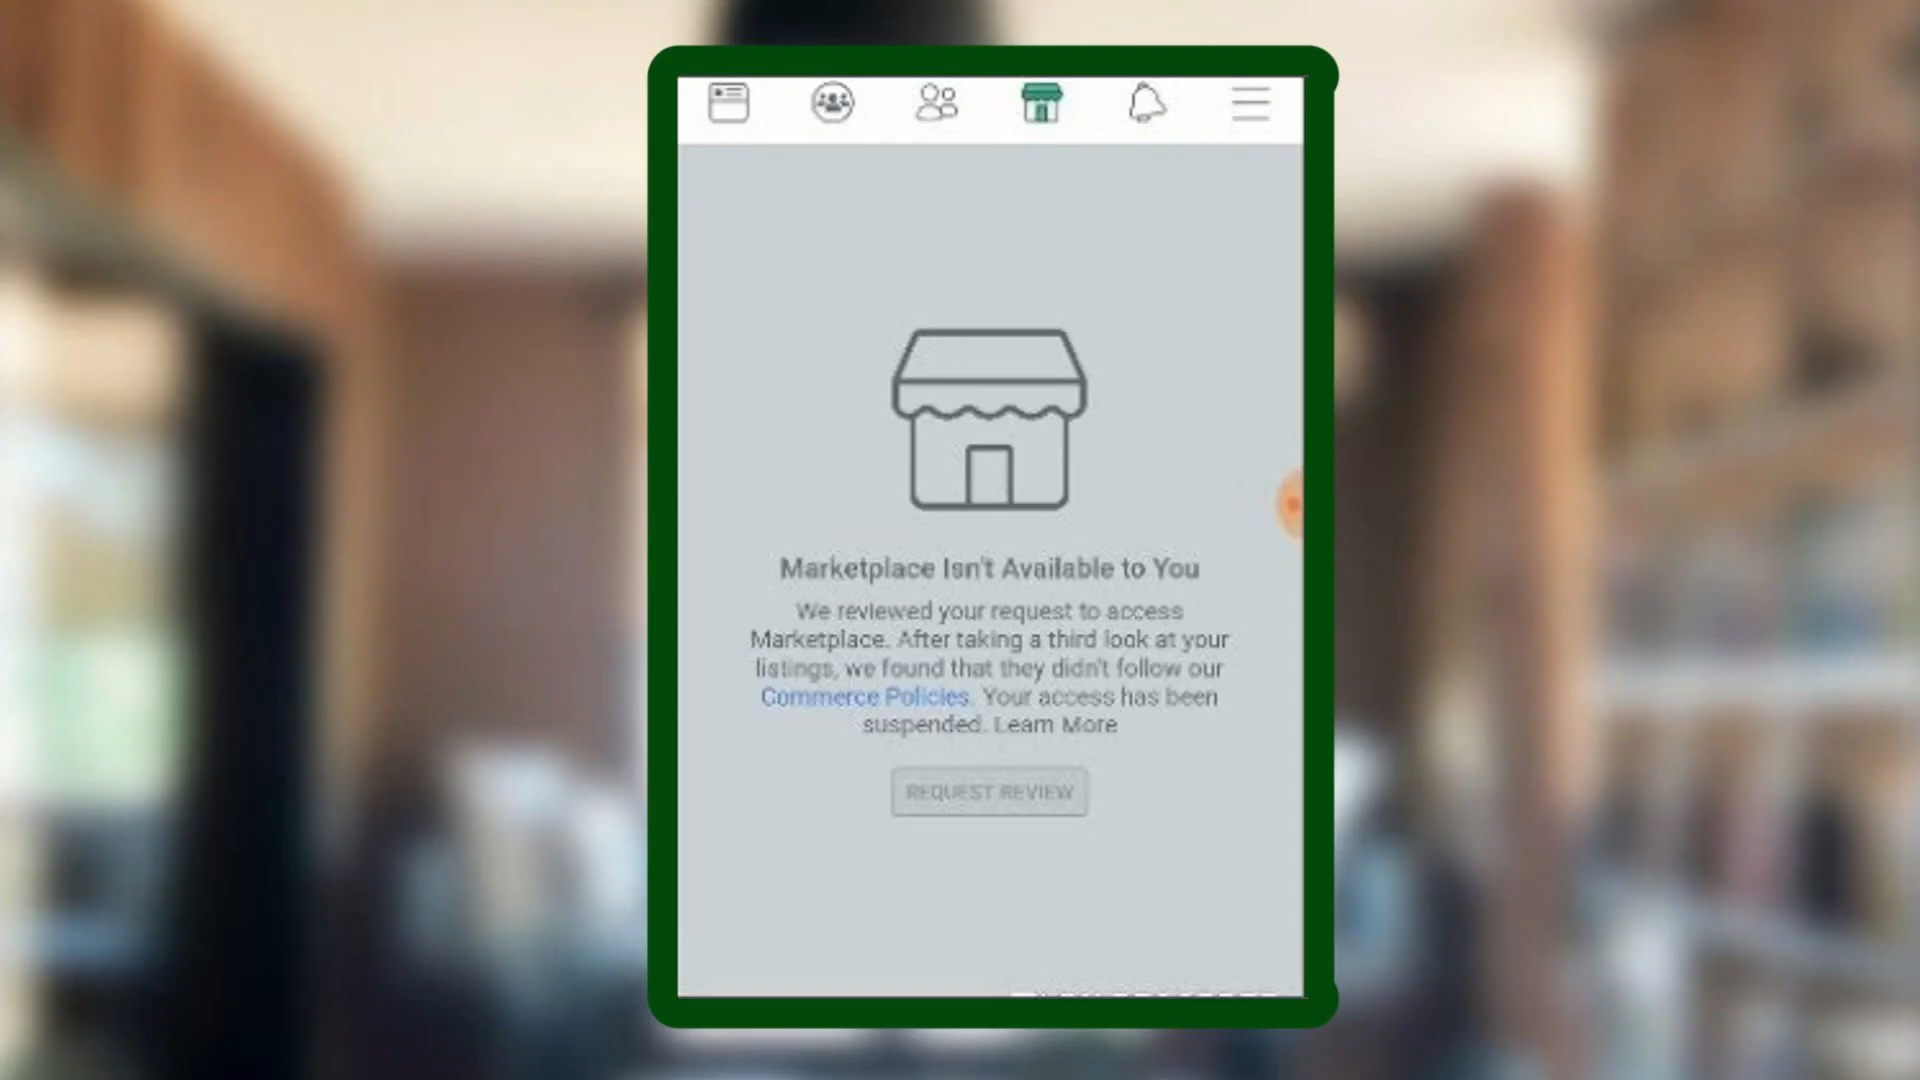 Marketplace Isn't Available to You
We reviewed your request to access
Marketplace. After taking a third look at your
listings, we found that they didn't follow our
Commerce Policies. Your access has been
suspended. Learn More
REQUEST REVIEW